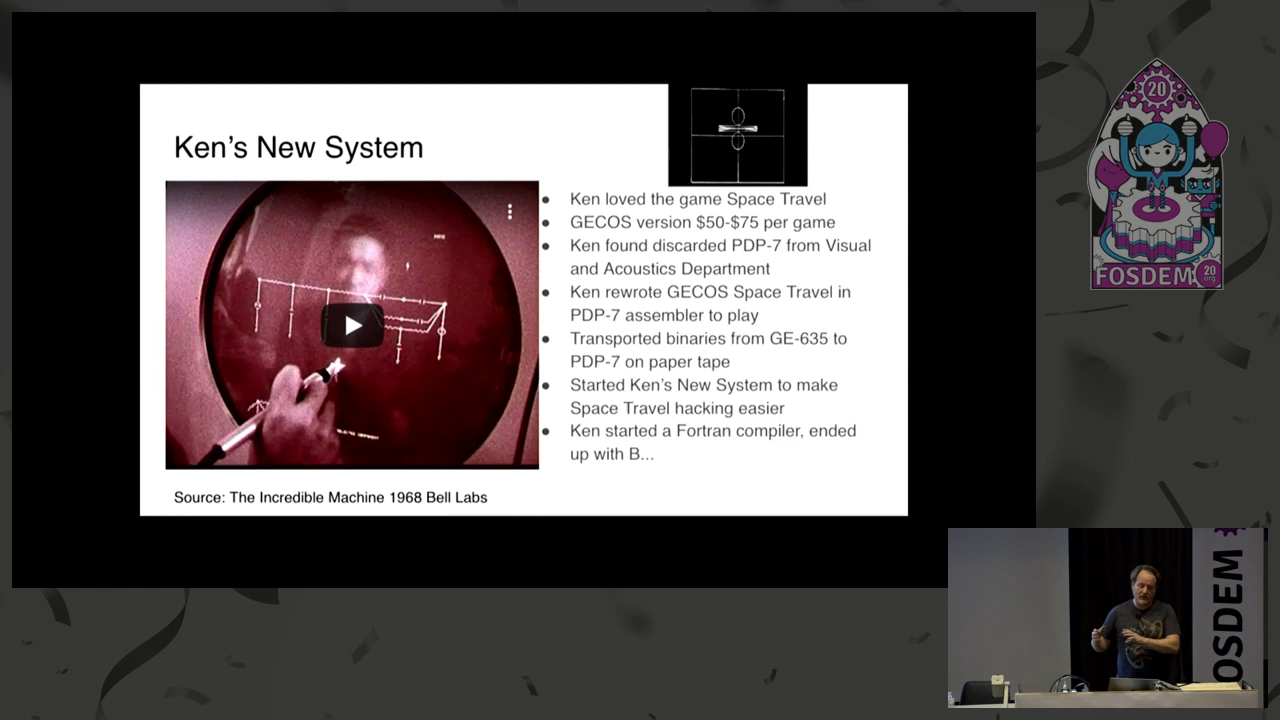 Ken's New System
● Ken loved the game Space Travel
● GECOS version $50-$75 per game
● Ken found discarded PDP-7 from Visual
and Acoustics Department
● Ken rewrote GECOS Space Travel in
PDP-7 assembler to play
● Transported binaries from GE-635 to
PDP-7 on paper tape
● Started Ken's New System to make
Space Travel hacking easier
● Ken started a Fortran compiler, ended
up with B...
Source: The Incredible Machine 1968 Bell Labs
20
FOSDEM
20
.org
OSDEM